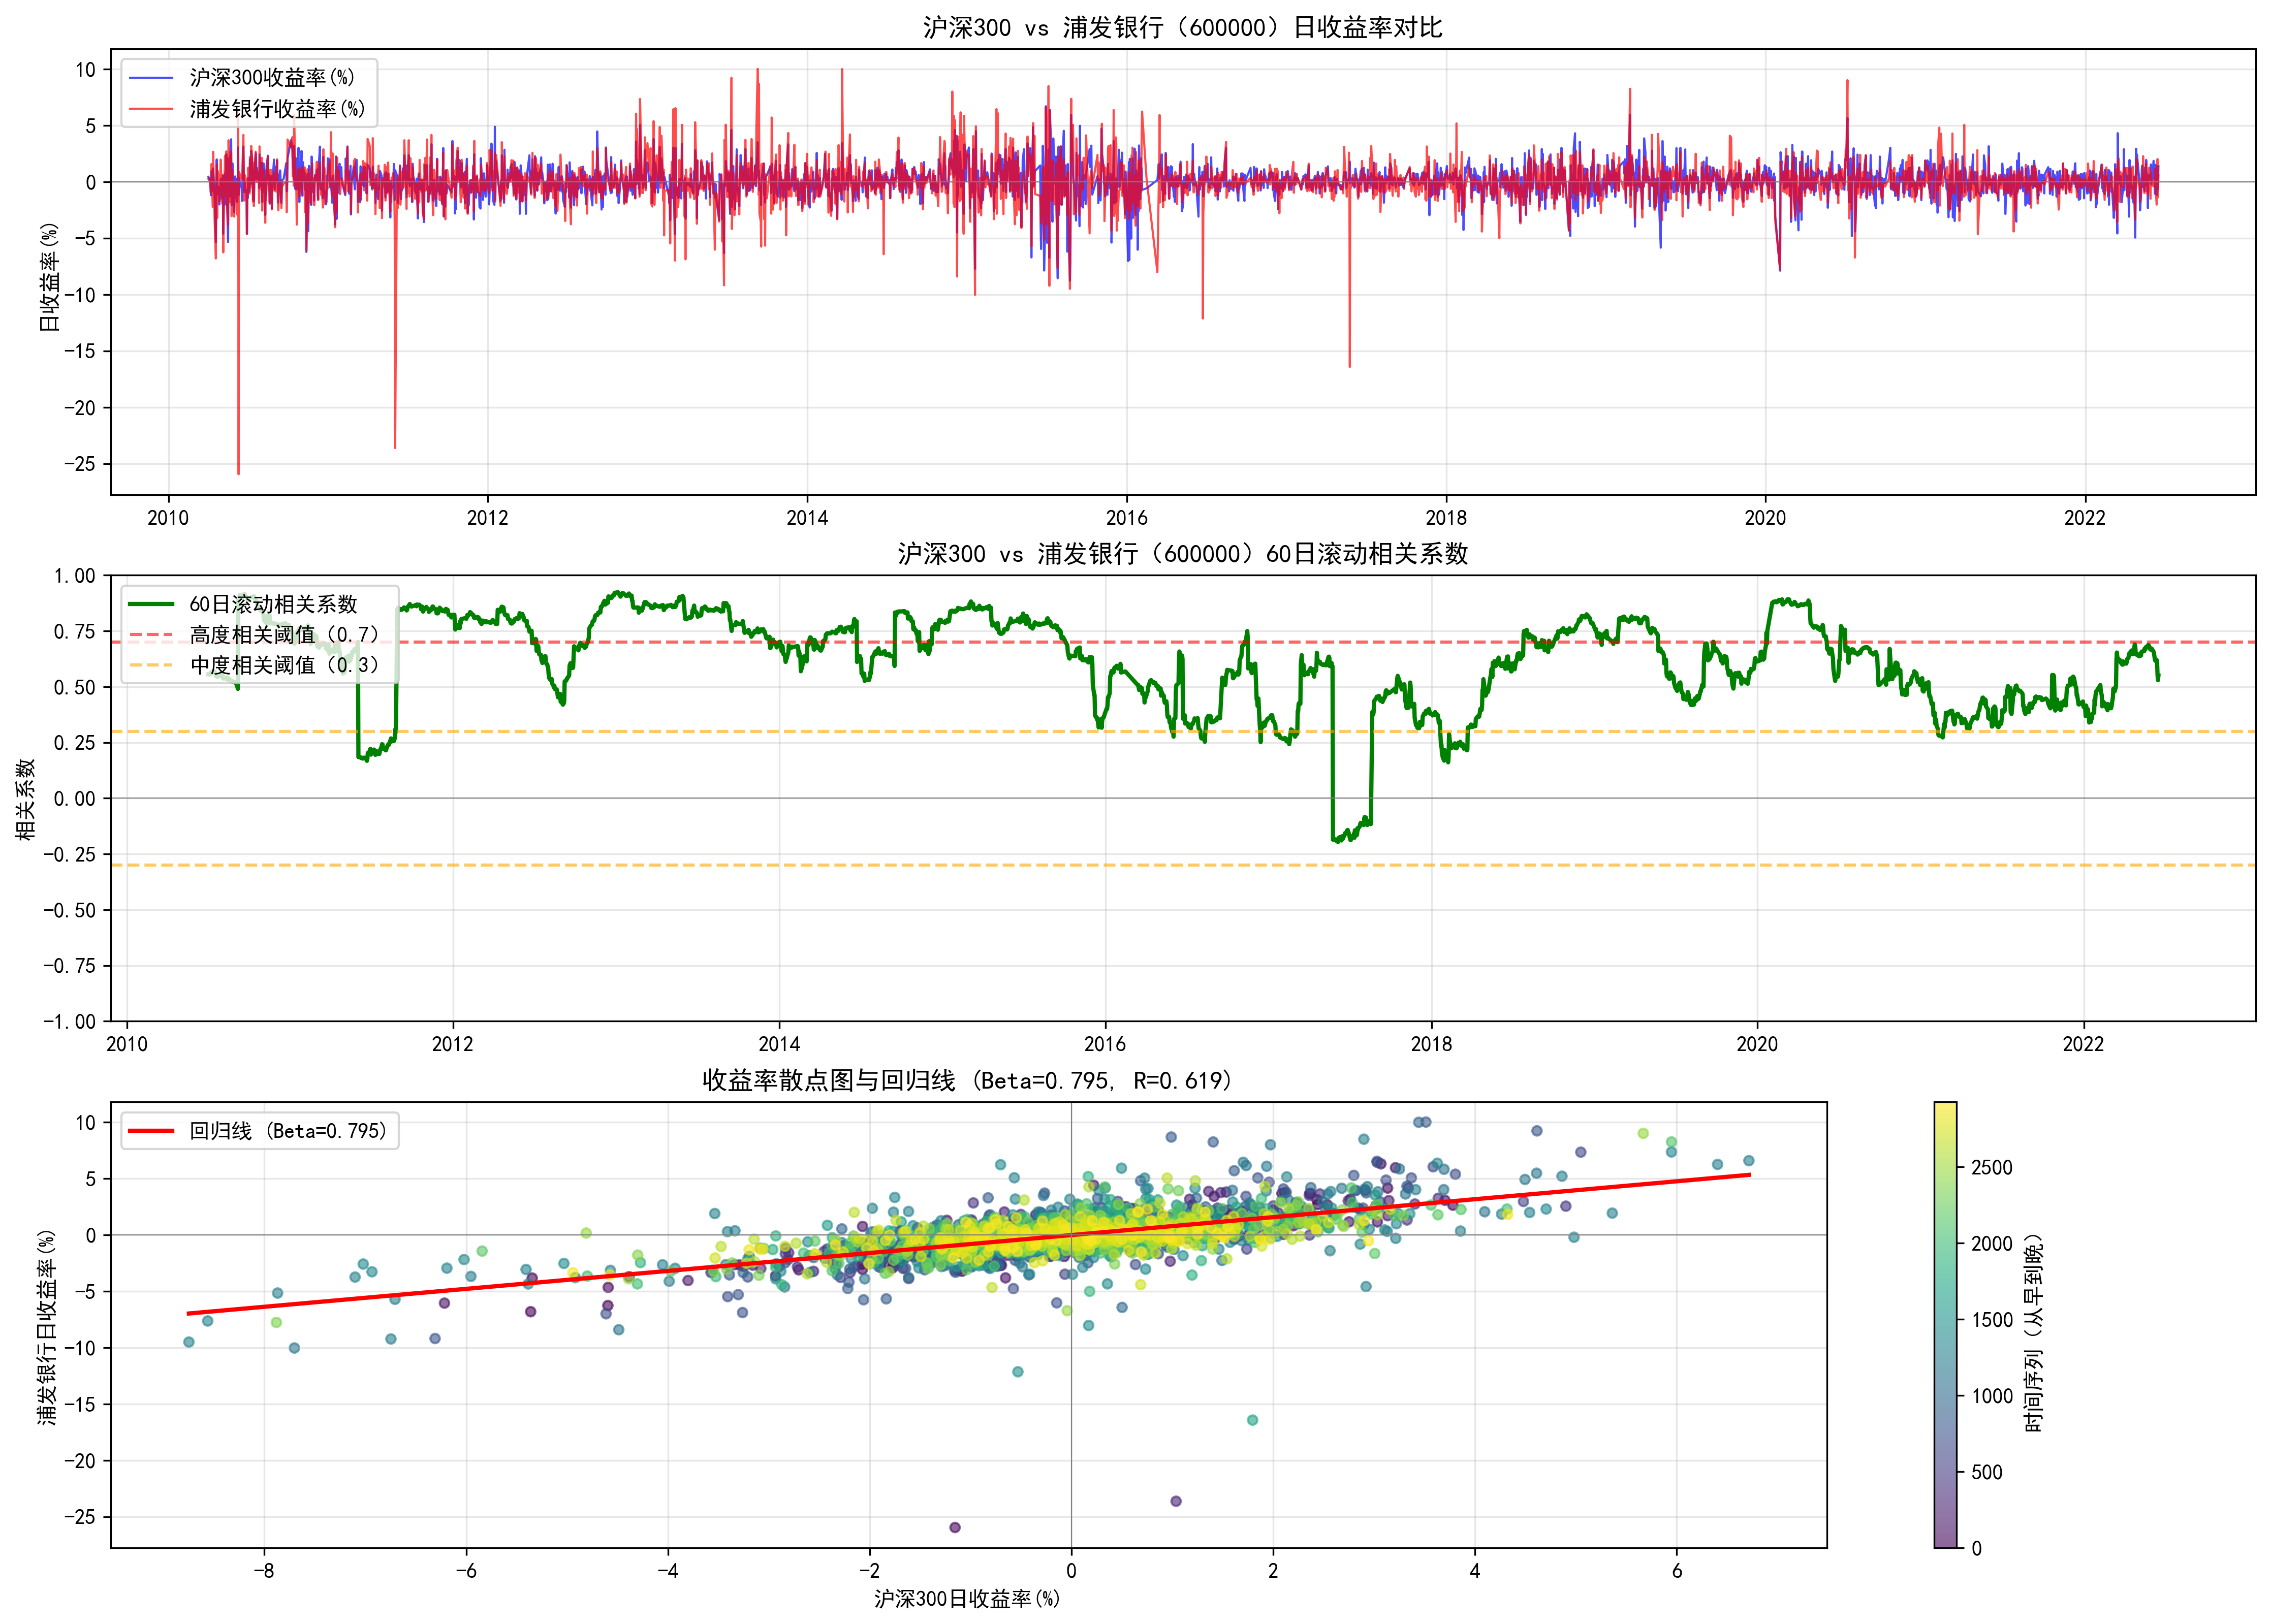 沪深300 vs 浦发银行（600000）日收益率对比
沪深300收益率(%)
浦发银行收益率(%)
日收益率(%)
10
5
0
−5
−10
−15
−20
−25
2010 2012 2014 2016 2018 2020 2022
沪深300 vs 浦发银行（600000）60日滚动相关系数
60日滚动相关系数
高度相关阈值（0.7）
中度相关阈值（0.3）
相关系数
1.00
0.75
0.50
0.25
0.00
−0.25
−0.50
−0.75
−1.00
2010 2012 2014 2016 2018 2020 2022
收益率散点图与回归线 (Beta=0.795, R=0.619)
回归线 (Beta=0.795)
浦发银行日收益率(%)
10
5
0
−5
−10
−15
−20
−25
−8 −6 −4 −2 0 2 4 6
沪深300日收益率(%)
2500
2000
1500
1000
500
0
时间序列（从早到晚）